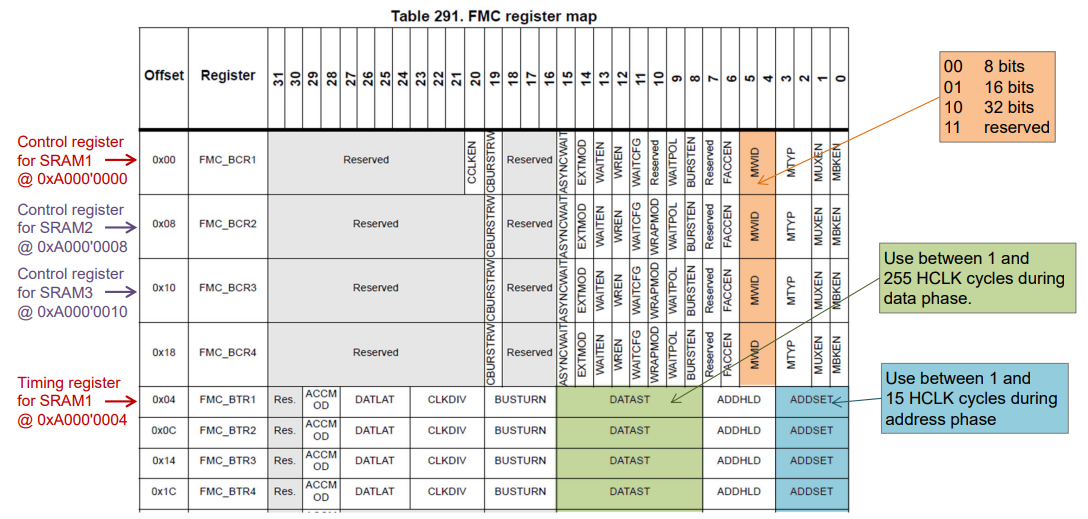 Table 291. FMC register map
Offset Register 31 30 29 28 27 26 25 24 23 22 21 20 19 18 17 16 15 14 13 12 11 10 9 8 7 6 5 4 3 2 1 0
00 8 bits
01 16 bits
10 32 bits
11 reserved
Control register
for SRAM1
@ 0xA000'0000
0x00 FMC_BCR1 Reserved CCLKEN CBURSTRW Reserved ASYNCWAIT EXTMOD WAITEN WREN WAITCFG Reserved WAITPOL BURSTEN Reserved FACCEN MWID MTYP MUXEN MBKEN
Control register
for SRAM2
@ 0xA000'0008
0x08 FMC_BCR2 Reserved CBURSTRW Reserved ASYNCWAIT EXTMOD WAITEN WREN WAITCFG WRAPMOD WAITPOL BURSTEN Reserved FACCEN MWID MTYP MUXEN MBKEN
Control register
for SRAM3
@ 0xA000'0010
0x10 FMC_BCR3 Reserved CBURSTRW Reserved ASYNCWAIT EXTMOD WAITEN WREN WAITCFG WRAPMOD WAITPOL BURSTEN Reserved FACCEN MWID MTYP MUXEN MBKEN
Use between 1 and
255 HCLK cycles during
data phase.
0x18 FMC_BCR4 Reserved CBURSTRW Reserved ASYNCWAIT EXTMOD WAITEN WREN WAITCFG WRAPMOD WAITPOL BURSTEN Reserved FACCEN MWID MTYP MUXEN MBKEN
Timing register
for SRAM1
@ 0xA000'0004
0x04 FMC_BTR1 Res. ACCM OD DATLAT CLKDIV BUSTURN DATAST ADDHLD ADDSET
Use between 1 and
15 HCLK cycles during
address phase
0x0C FMC_BTR2 Res. ACCM OD DATLAT CLKDIV BUSTURN DATAST ADDHLD ADDSET
0x14 FMC_BTR3 Res. ACCM OD DATLAT CLKDIV BUSTURN DATAST ADDHLD ADDSET
0x1C FMC_BTR4 Res. ACCM OD DATLAT CLKDIV BUSTURN DATAST ADDHLD ADDSET